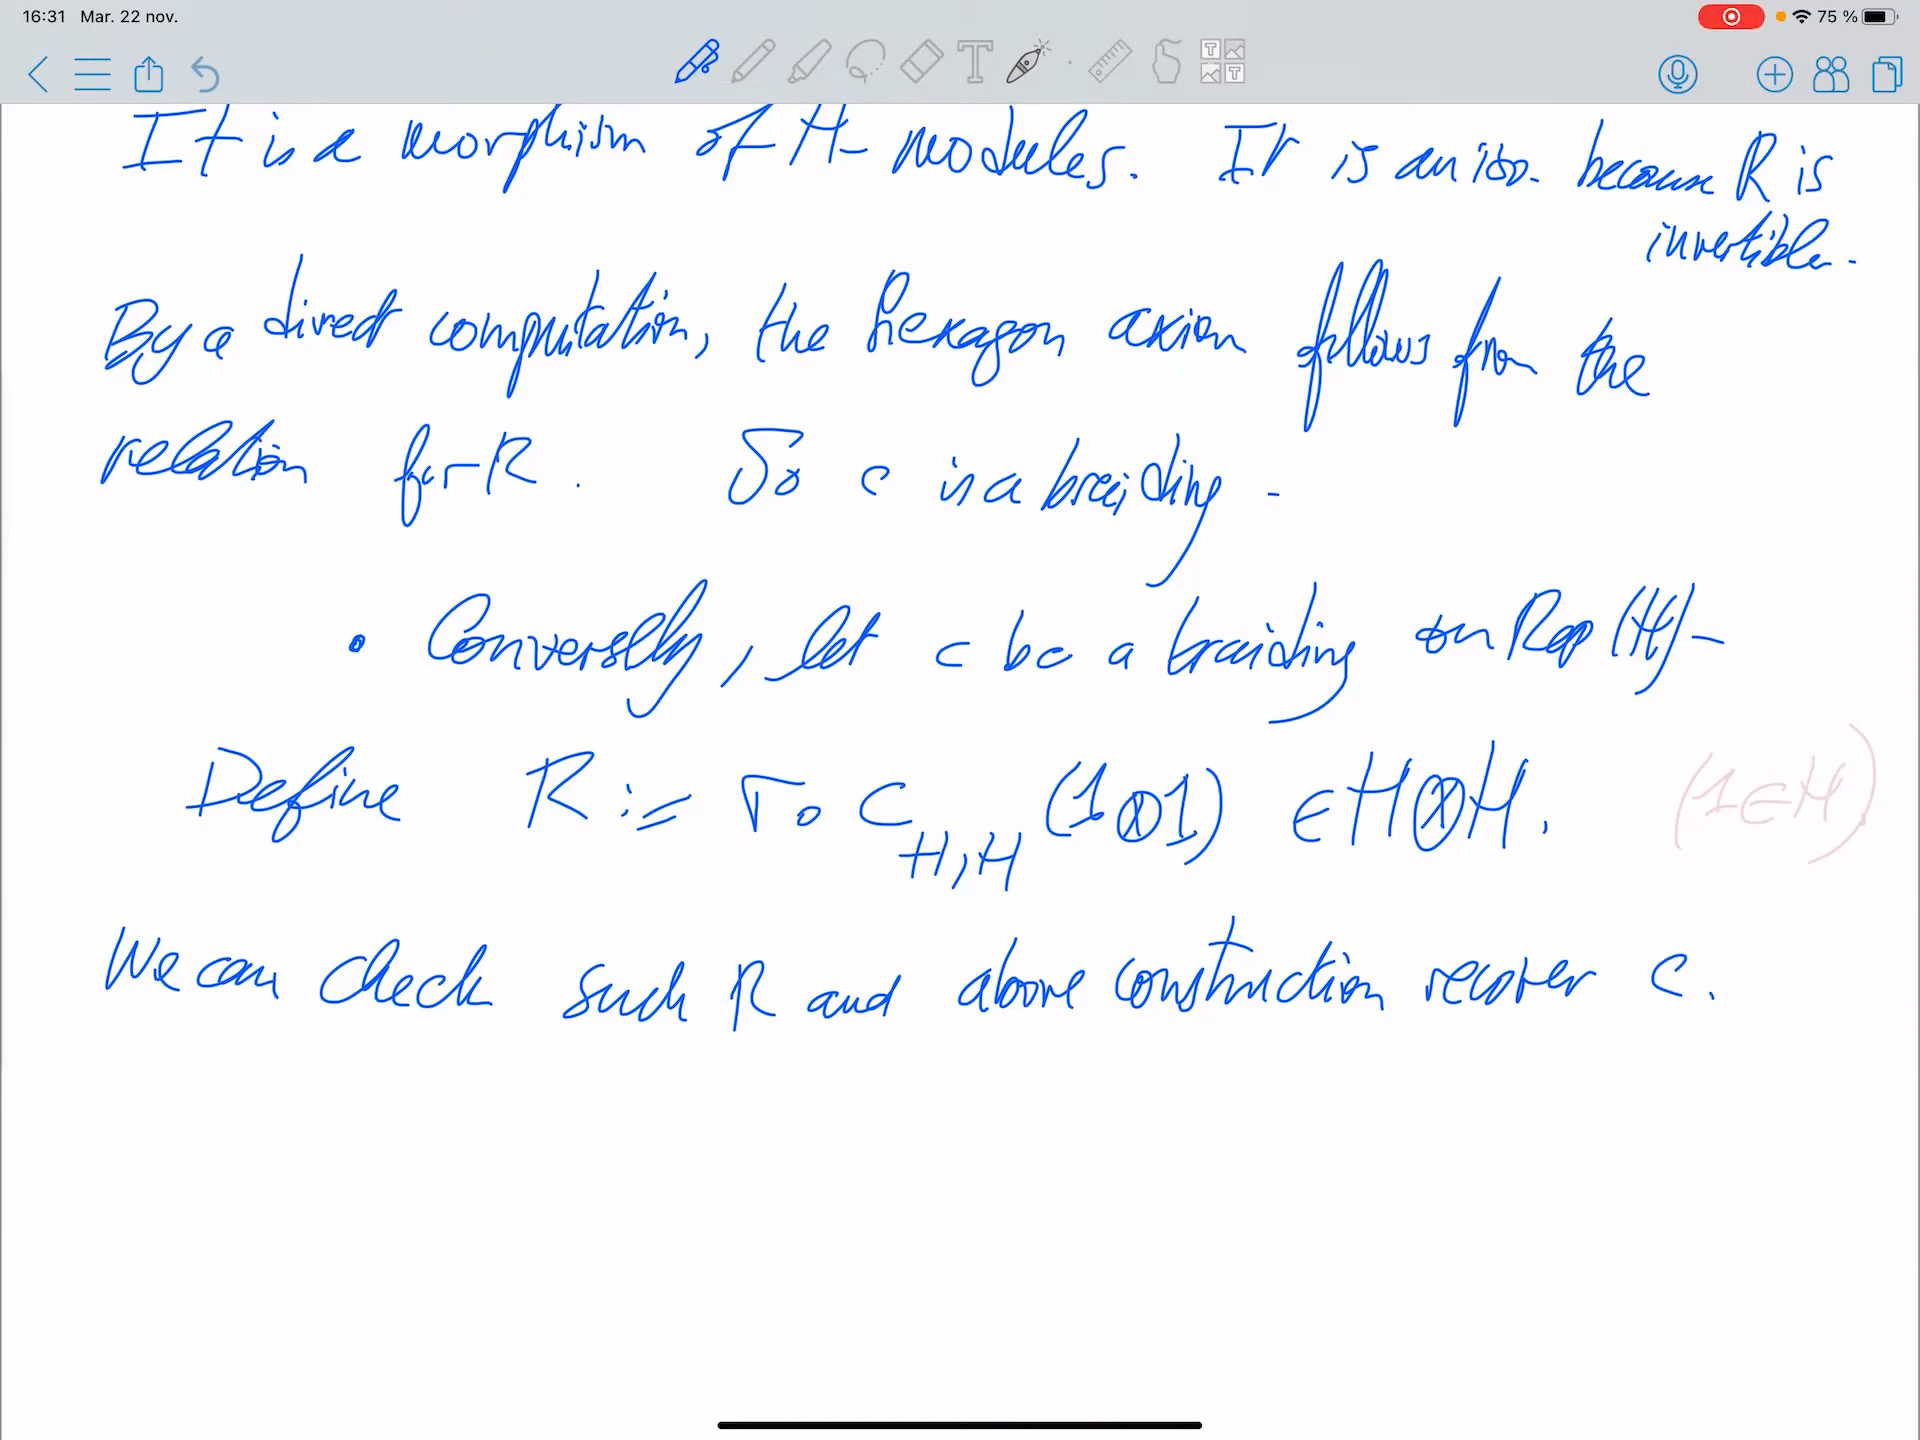 16:31 Mar. 22 nov. 75 %
It is a morphism of H-modules. It is an iso. because R is
invertible.
By a direct computation, the hexagon axiom follows from the
relation for R. So c is a braiding.
• Conversely, let c be a braiding on Rep(H).
Define R := τ∘c_{H,H}(1⊗1) ∈ H⊗H. (1∈H)
We can check such R and above construction recover c.